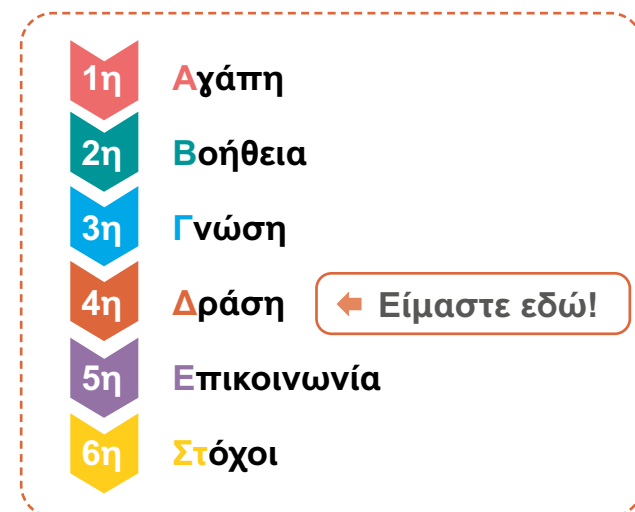 1η Αγάπη
2η Βοήθεια
3η Γνώση
4η Δράση Είμαστε εδώ!
5η Επικοινωνία
6η Στόχοι